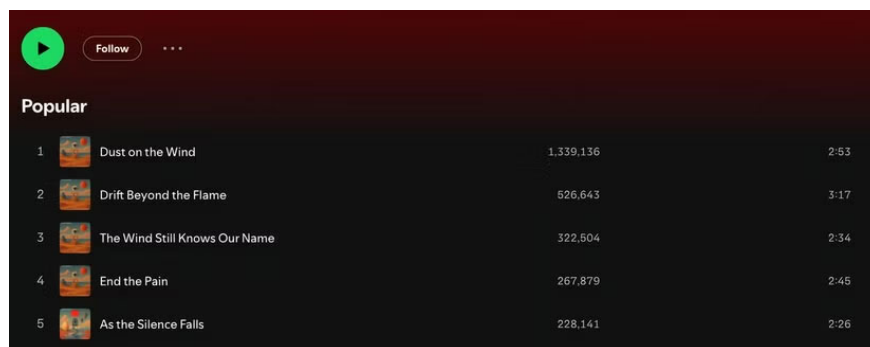 Follow
Popular
1 Dust on the Wind 1,339,136 2:53
2 Drift Beyond the Flame 526,643 3:17
3 The Wind Still Knows Our Name 322,504 2:34
4 End the Pain 267,879 2:45
5 As the Silence Falls 228,141 2:26